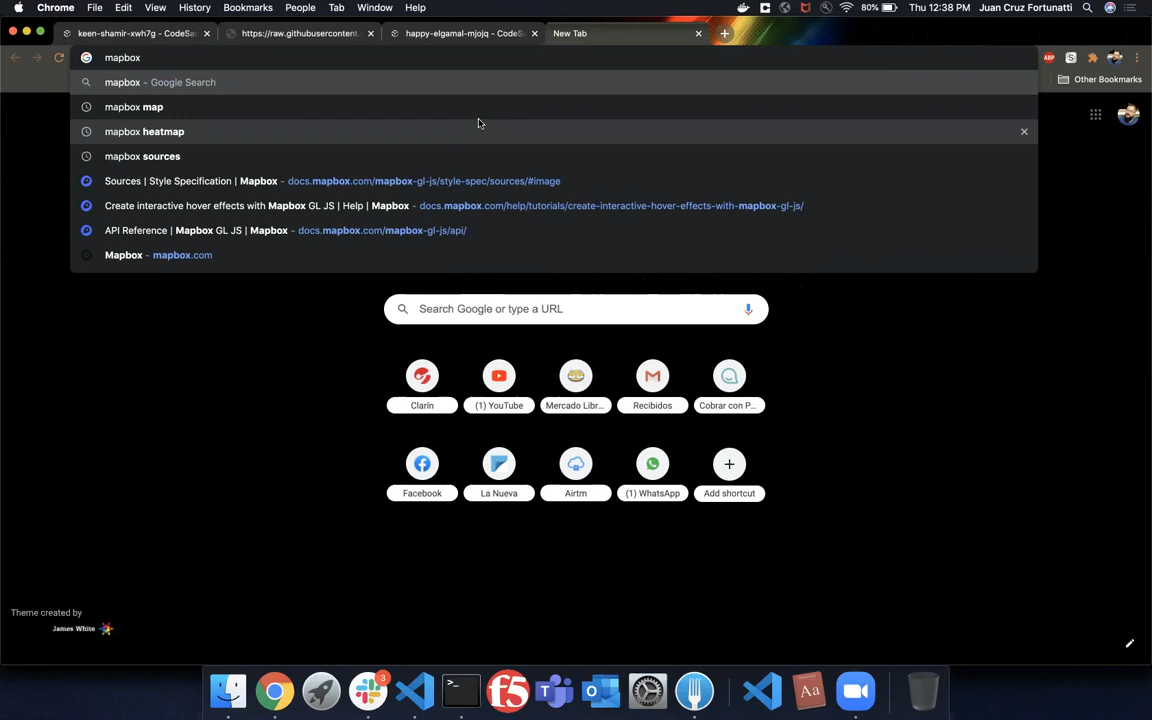 Chrome File Edit View History Bookmarks People Tab Window Help 80% Thu 12:38 PM Juan Cruz Fortunatti
keen-shamir-xwh7g - CodeSa
https://raw.githubusercontent.
happy-elgamal-mjojq - CodeS
New Tab
mapbox
ABP
S
mapbox - Google Search
Other Bookmarks
mapbox map
mapbox heatmap
mapbox sources
Sources | Style Specification | Mapbox - docs.mapbox.com/mapbox-gl-js/style-spec/sources/#image
Create interactive hover effects with Mapbox GL JS | Help | Mapbox - docs.mapbox.com/help/tutorials/create-interactive-hover-effects-with-mapbox-gl-js/
API Reference | Mapbox GL JS | Mapbox - docs.mapbox.com/mapbox-gl-js/api/
Mapbox - mapbox.com
Search Google or type a URL
Clarín
(1) YouTube
Mercado Libr...
Recibidos
Cobrar con P...
Facebook
La Nueva
Airtm
(1) WhatsApp
Add shortcut
Theme created by
James White
3
>_
f5
T
O
Aa